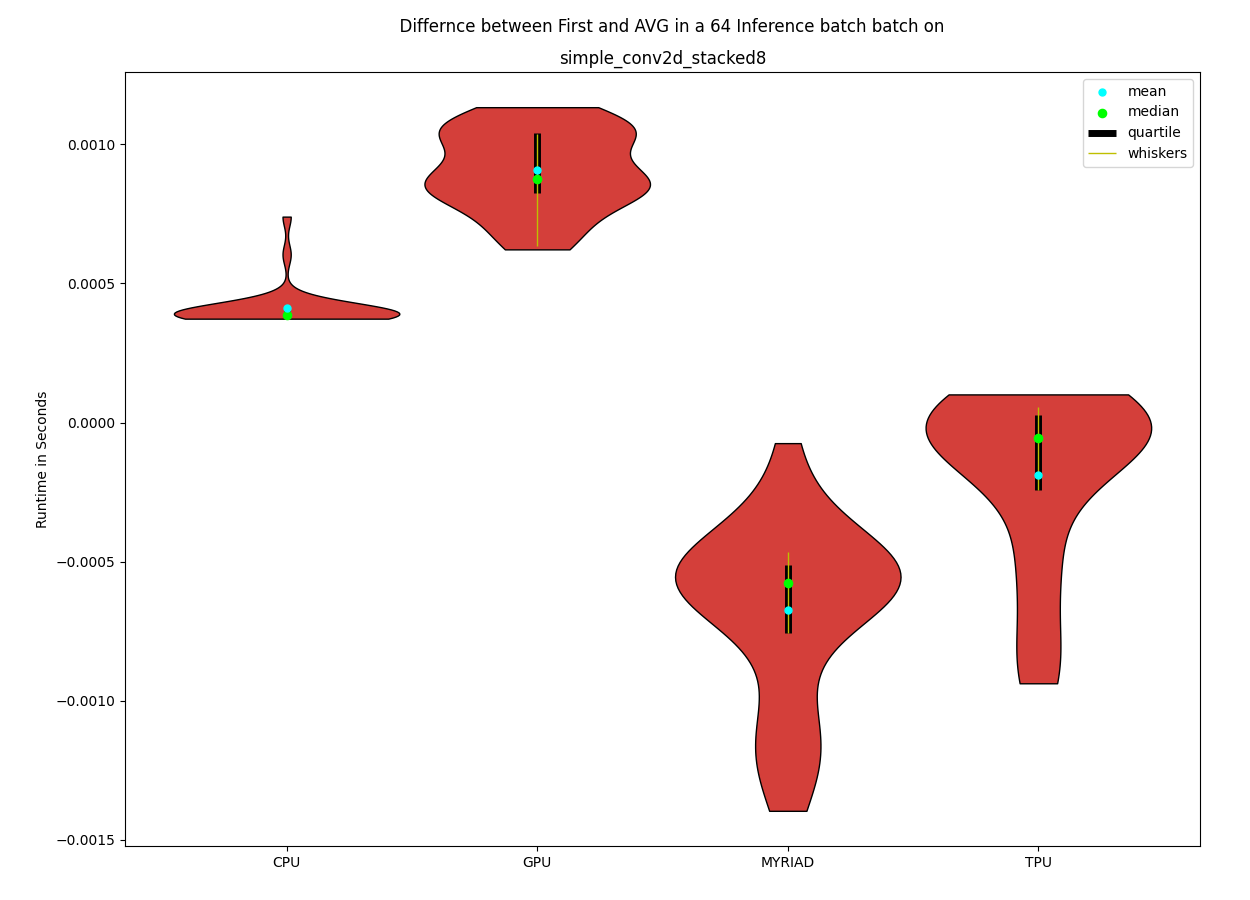 Differnce between First and AVG in a 64 Inference batch batch on
simple_conv2d_stacked8
mean
median
quartile
whiskers
Runtime in Seconds
0.0010
0.0005
0.0000
−0.0005
−0.0010
−0.0015
CPU GPU MYRIAD TPU